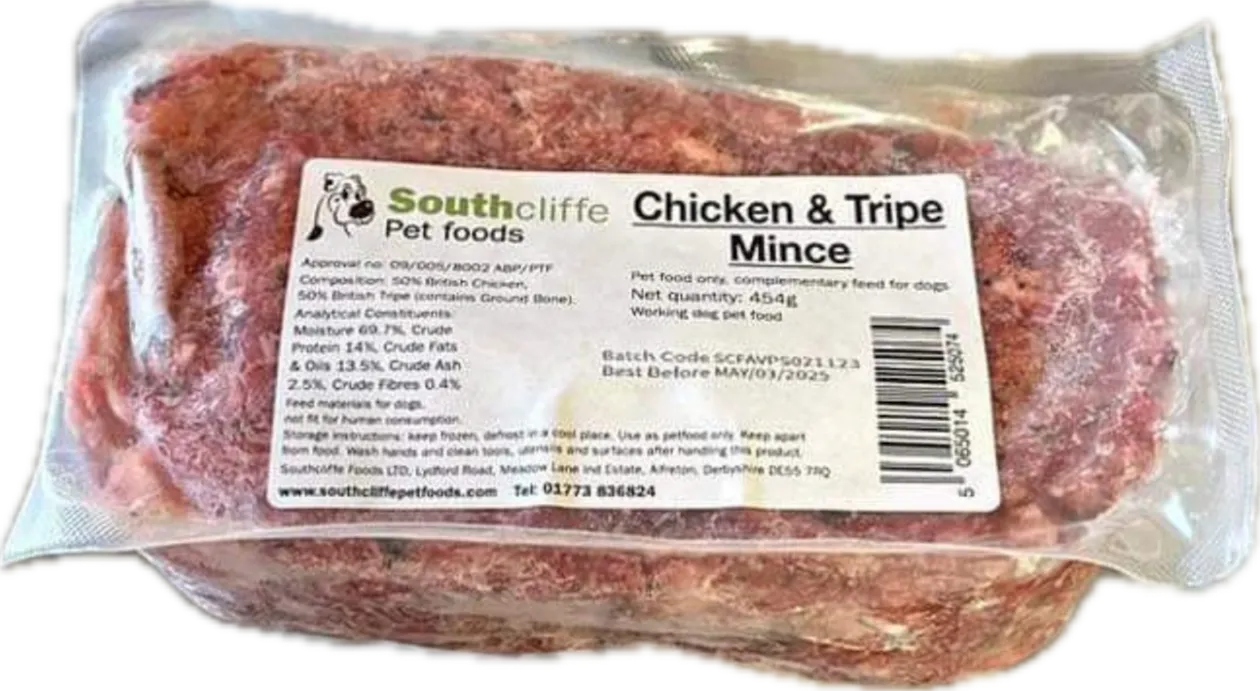 Southcliffe
Pet foods
Chicken & Tripe
Mince
Approval no: 09/005/8002 ABP/PTF
Composition: 50% British Chicken,
50% British Tripe (contains Ground Bone).
Analytical Constituents:
Moisture 69.7%, Crude
Protein 14%, Crude Fats
& Oils 13.5%, Crude Ash
2.5%, Crude Fibres 0.4%
Feed materials for dogs.
not fit for human consumption.
Pet food only, complementary feed for dogs
Net quantity: 454g
Working dog pet food
Batch Code SCFAVPS021123
Best Before MAY/03/2025
Storage instructions: keep frozen, defrost in a cool place. Use as petfood only. Keep apart
from food. Wash hands and clean tools, utensils and surfaces after handling this product.
Southcliffe Foods LTD, Lydford Road, Meadow Lane Ind Estate, Alfreton, Derbyshire DE55 7RQ
www.southcliffepetfoods.com Tel: 01773 836824
5 065014 525074